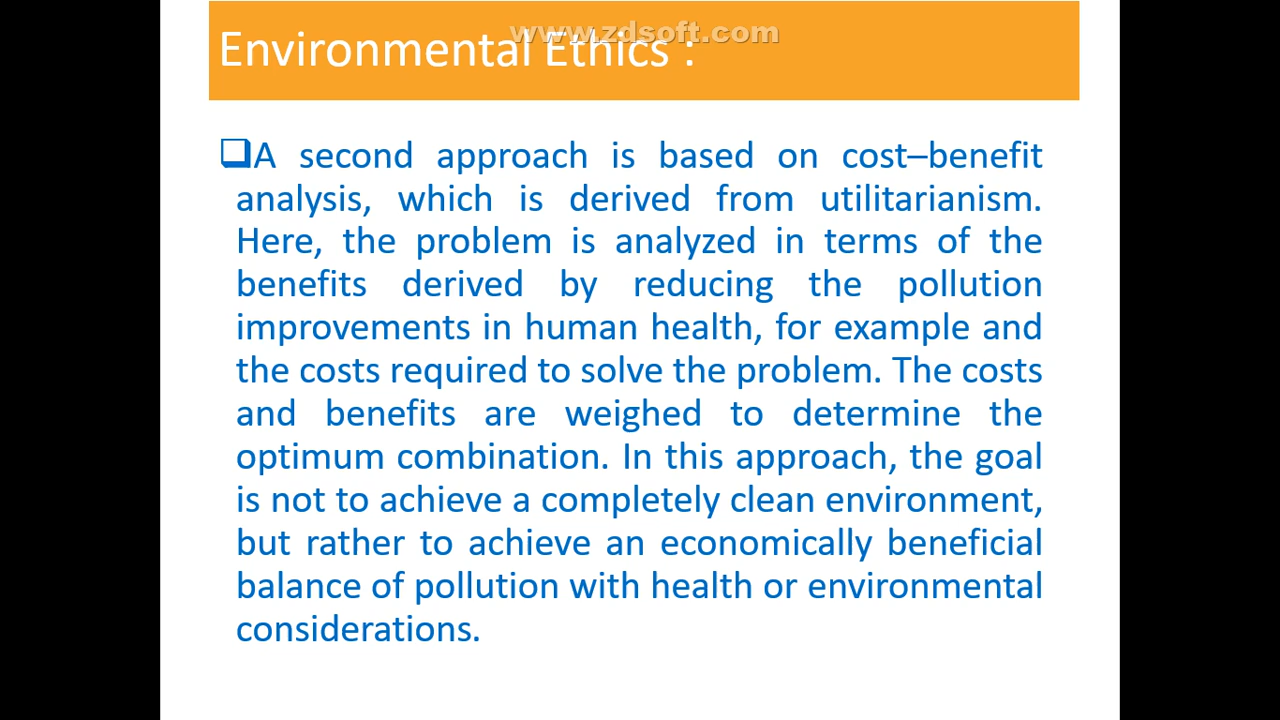 www.zdsoft.com
Environmental Ethics :
A second approach is based on cost–benefit
analysis, which is derived from utilitarianism.
Here, the problem is analyzed in terms of the
benefits derived by reducing the pollution
improvements in human health, for example and
the costs required to solve the problem. The costs
and benefits are weighed to determine the
optimum combination. In this approach, the goal
is not to achieve a completely clean environment,
but rather to achieve an economically beneficial
balance of pollution with health or environmental
considerations.